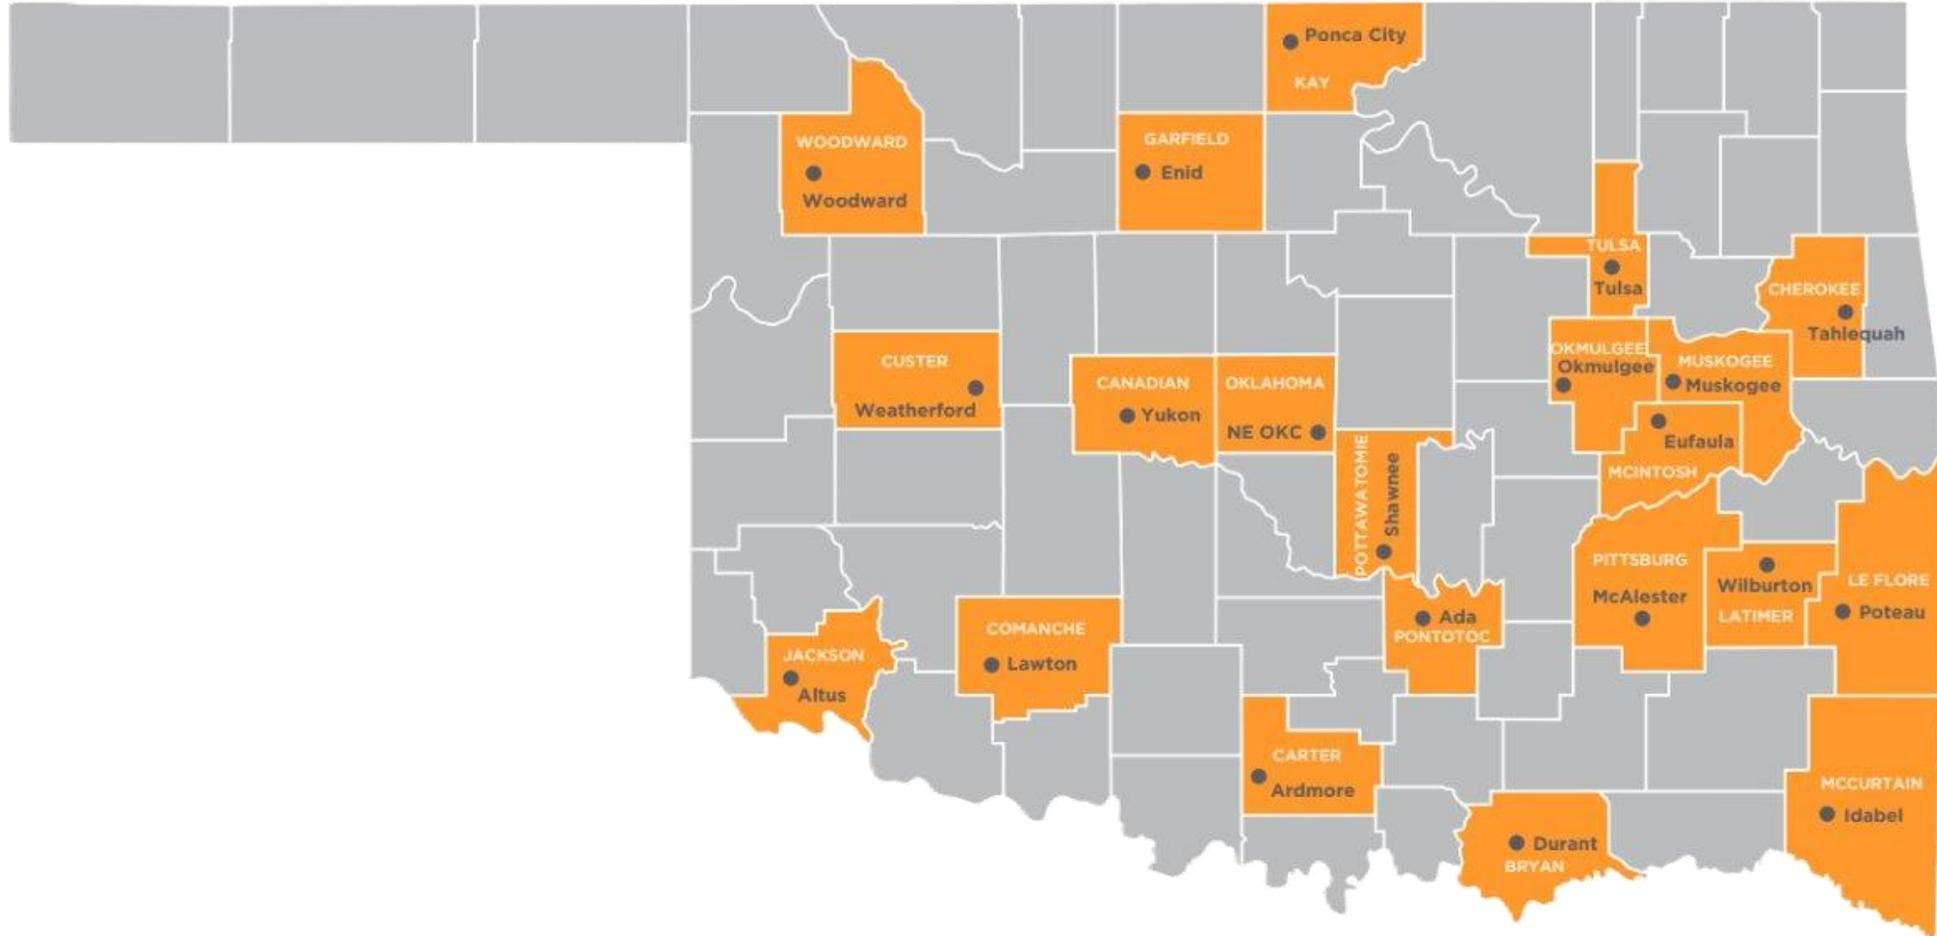 Ponca City
KAY
WOODWARD
Woodward
GARFIELD
Enid
TULSA
Tulsa
CHEROKEE
Tahlequah
CUSTER
Weatherford
CANADIAN
Yukon
OKLAHOMA
NE OKC
OKMULGEE
Okmulgee
MUSKOGEE
Muskogee
Eufaula
MCINTOSH
POTTAWATOMIE
Shawnee
PITTSBURG
McAlester
Wilburton
LATIMER
LE FLORE
Poteau
Ada
PONTOTOC
COMANCHE
Lawton
JACKSON
Altus
CARTER
Ardmore
MCCURTAIN
Idabel
Durant
BRYAN